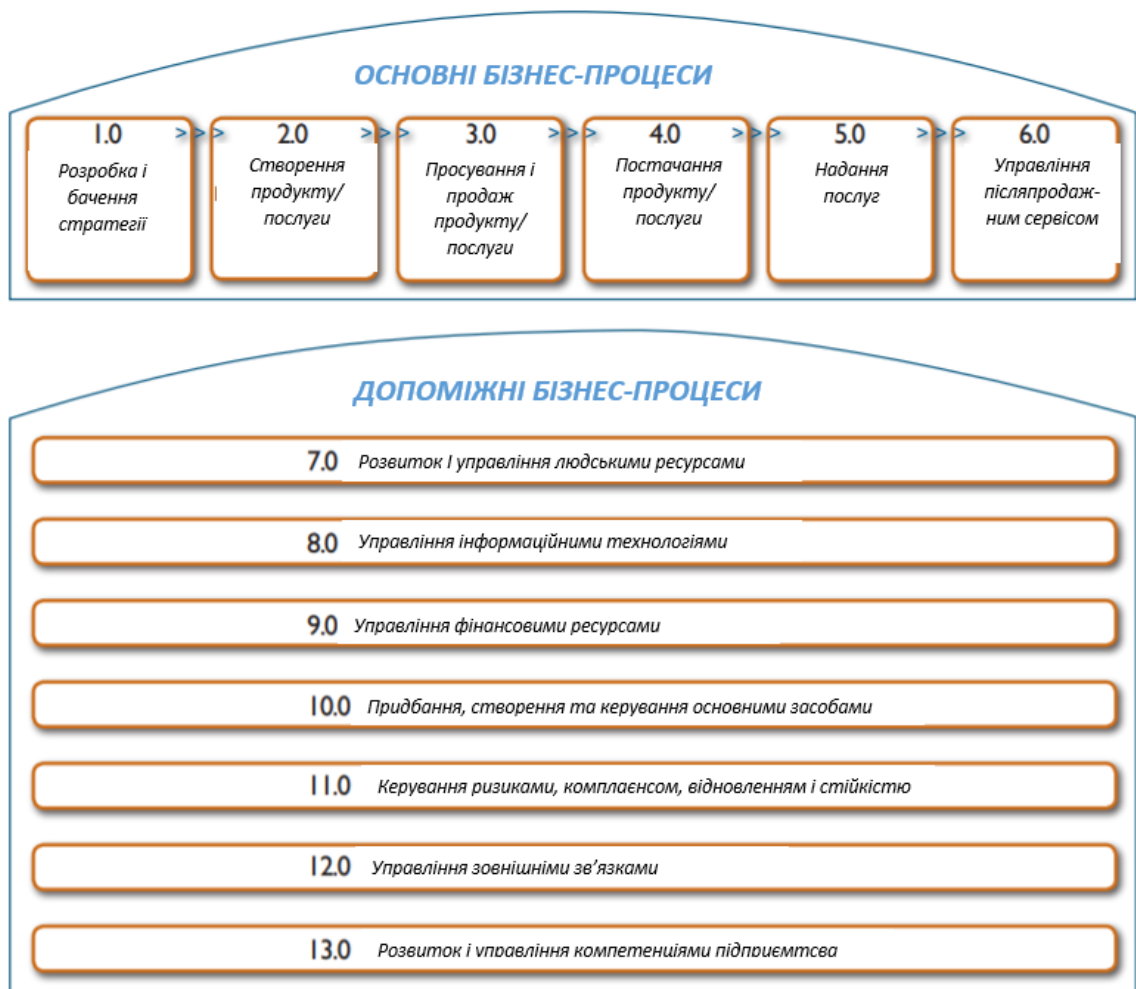 ОСНОВНІ БІЗНЕС-ПРОЦЕСИ
1.0 >>> 2.0 >>> 3.0 >>> 4.0 >>> 5.0 >>> 6.0
Розробка і
бачення
стратегії
Створення
продукту/
послуги
Просування і
продаж
продукту/
послуги
Постачання
продукту/
послуги
Надання
послуг
Управління
післяпродаж-
ним сервісом
ДОПОМІЖНІ БІЗНЕС-ПРОЦЕСИ
7.0 Розвиток І управління людськими ресурсами
8.0 Управління інформаційними технологіями
9.0 Управління фінансовими ресурсами
10.0 Придбання, створення та керування основними засобами
11.0 Керування ризиками, комплаєнсом, відновленням і стійкістю
12.0 Управління зовнішніми зв’язками
13.0 Розвиток і управління компетенціями підприємтсва